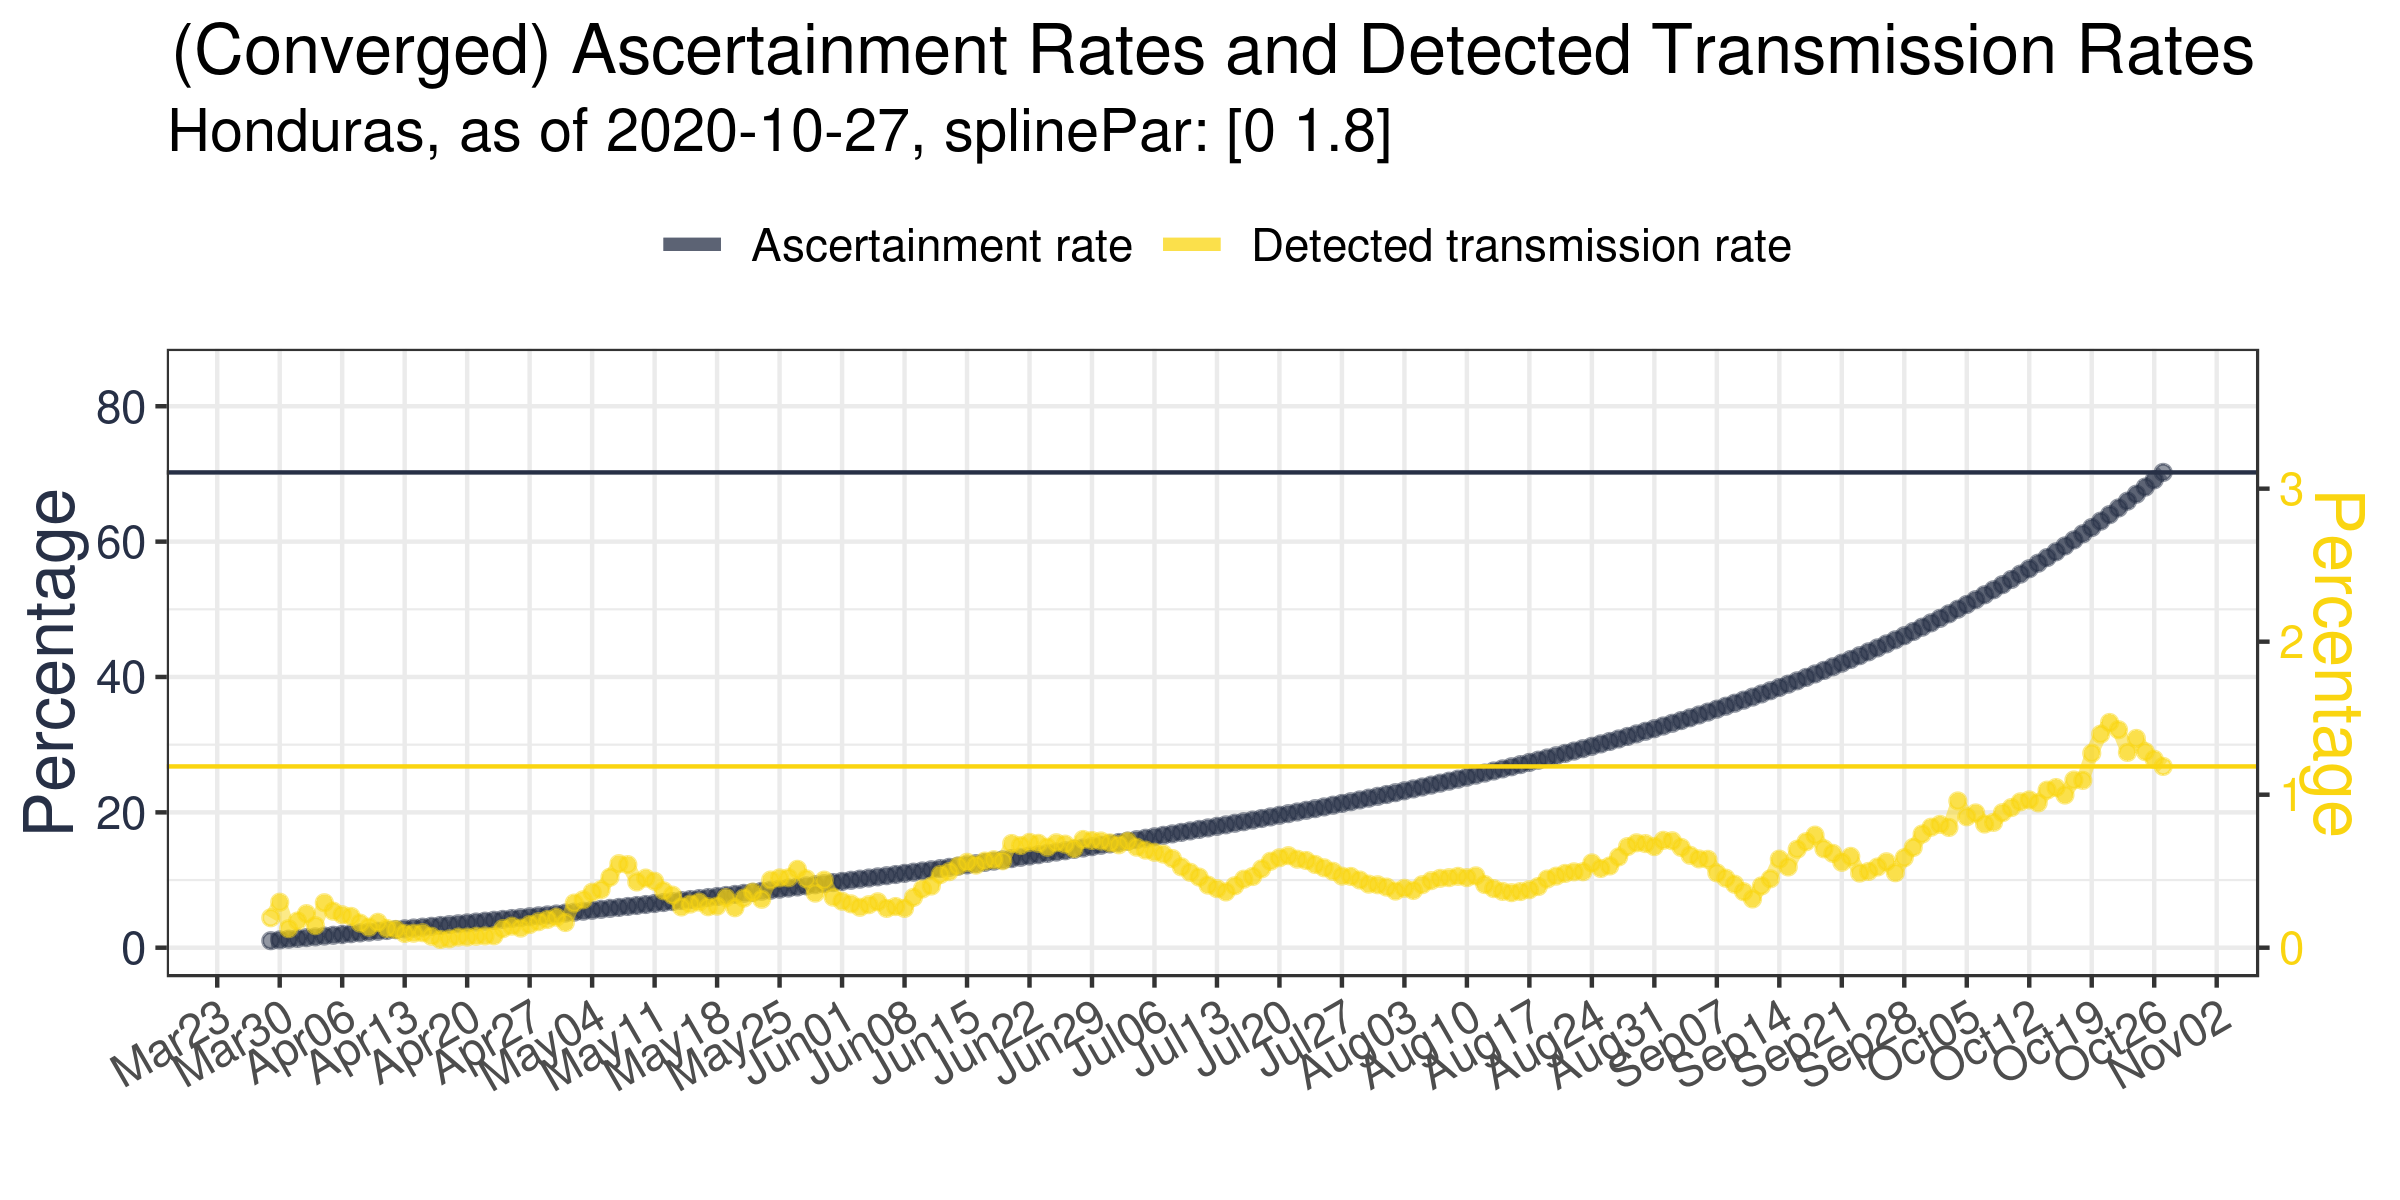 (Converged) Ascertainment Rates and Detected Transmission Rates
Honduras, as of 2020-10-27, splinePar: [0 1.8]
Ascertainment rate Detected transmission rate
Percentage
80
60
40
20
0
3
2
1
0
Percentage
Mar23
Mar30
Apr06
Apr13
Apr20
Apr27
May04
May11
May18
May25
Jun01
Jun08
Jun15
Jun22
Jun29
Jul06
Jul13
Jul20
Jul27
Aug03
Aug10
Aug17
Aug24
Aug31
Sep07
Sep14
Sep21
Sep28
Oct05
Oct12
Oct19
Oct26
Nov02